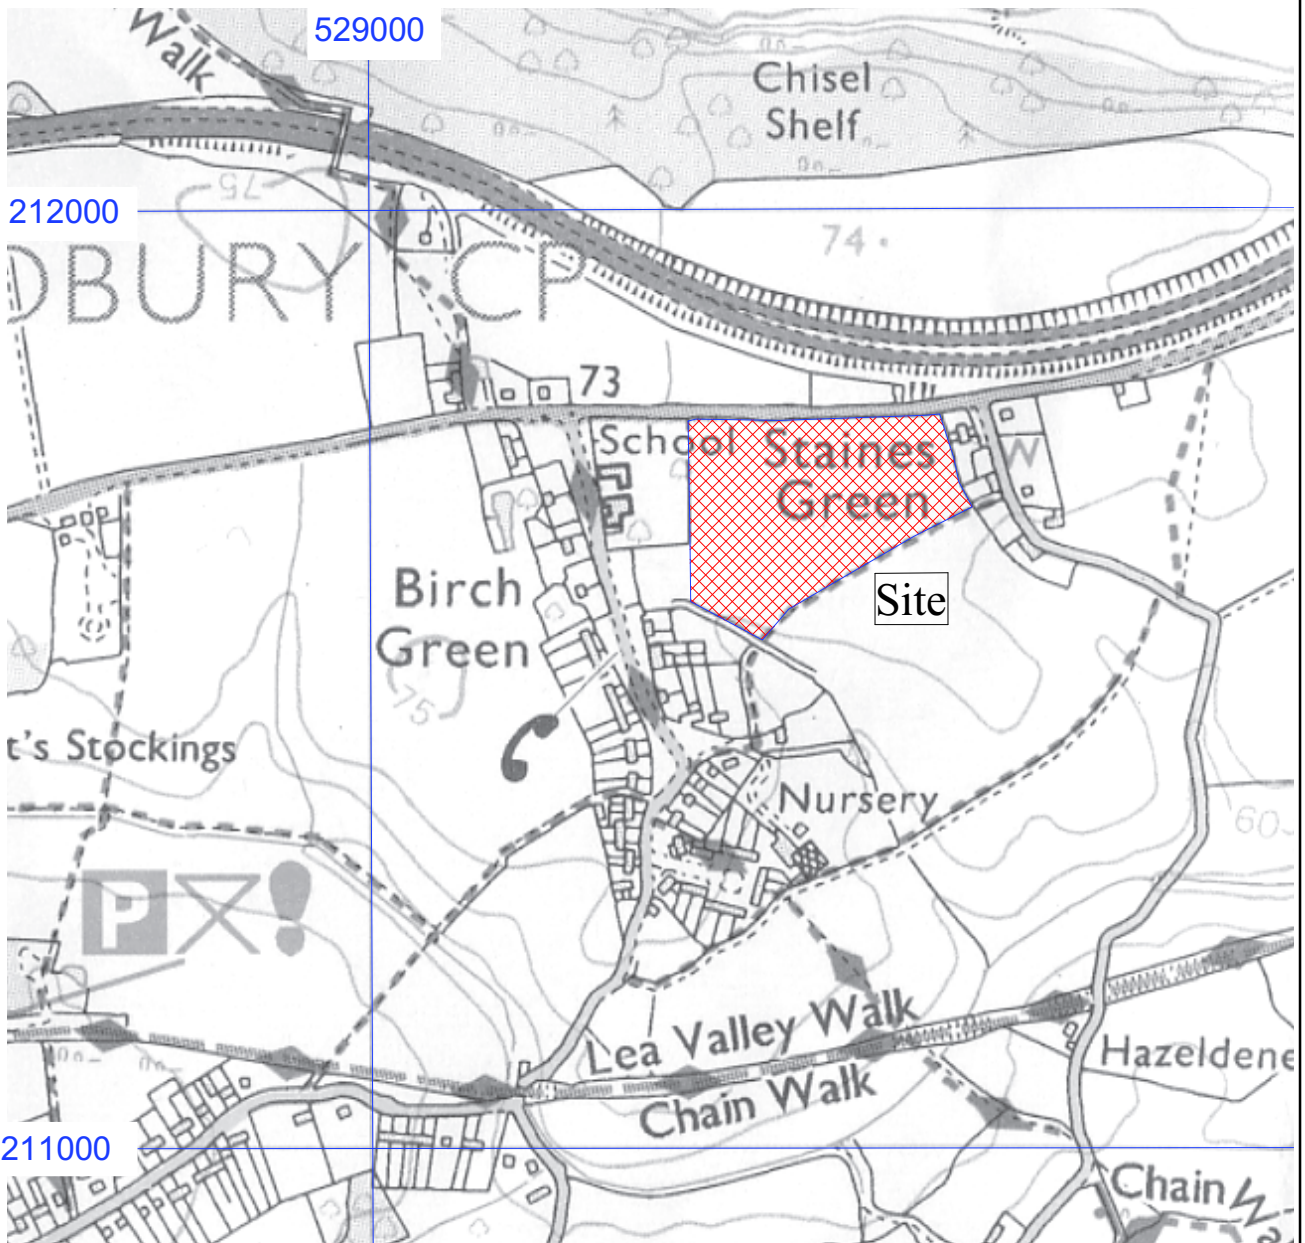 529000
Walk
Chisel
Shelf
75
212000
74
DBURY CP
73
School
Staines
Green
W
Birch
Green
Site
75
t's Stockings
Nursery
60
P
Lea Valley Walk
Chain Walk
Hazeldene
211000
Chain Wa